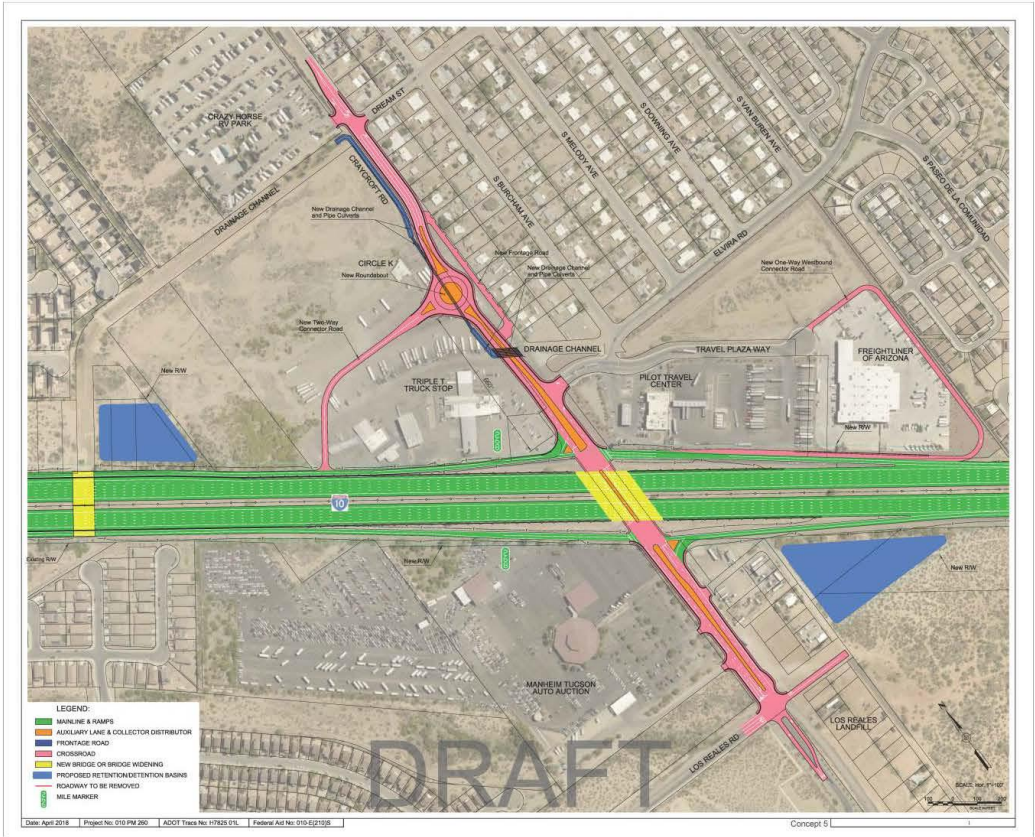 CRAZY HORSE
RV PARK
DREAM ST
S DOWNING AVE
S VAN BUREN AVE
S MELODY AVE
S PASEO DE LA COMUNIDAD
CRAYCROFT RD
S BURCHAM AVE
DRAINAGE CHANNEL
New Drainage Channel
and Pipe Culverts
ELVIRA RD
New Frontage Road
CIRCLE K
New Roundabout
New Drainage Channel
and Pipe Culverts
New One-Way Westbound
Connector Road
New Two-Way
Connector Road
DRAINAGE CHANNEL
TRAVEL PLAZA WAY
FREIGHTLINER
OF ARIZONA
New R/W
TRIPLE T
TRUCK STOP
660'
PILOT TRAVEL
CENTER
New R/W
10
Existing R/W
New R/W
New R/W
MANHEIM TUCSON
AUTO AUCTION
LOS REALES
LANDFILL
LOS REALES RD
LEGEND:
MAINLINE & RAMPS
AUXILIARY LANE & COLLECTOR DISTRIBUTOR
FRONTAGE ROAD
CROSSROAD
NEW BRIDGE OR BRIDGE WIDENING
PROPOSED RETENTION/DETENTION BASINS
ROADWAY TO BE REMOVED
MILE MARKER
DRAFT
100 0 100 200
Date: April 2018 Project No: 010 PM 260 ADOT Trace No: H7825 01L Federal Aid No: 010-E(210)S
Concept 5